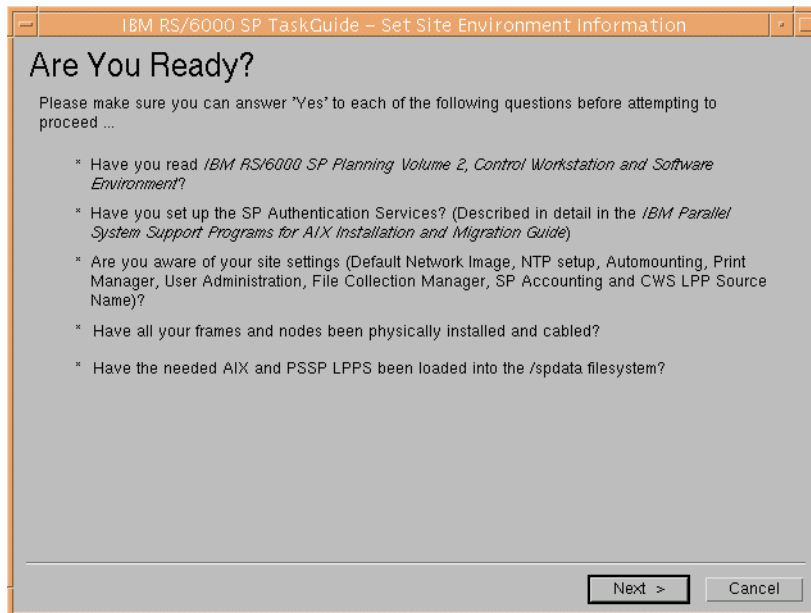 IBM RS/6000 SP TaskGuide – Set Site Environment Information
Are You Ready?
Please make sure you can answer 'Yes' to each of the following questions before attempting to
proceed ...
* Have you read IBM RS/6000 SP Planning Volume 2, Control Workstation and Software
Environment?
* Have you set up the SP Authentication Services? (Described in detail in the IBM Parallel
System Support Programs for AIX Installation and Migration Guide)
* Are you aware of your site settings (Default Network Image, NTP setup, Automounting, Print
Manager, User Administration, File Collection Manager, SP Accounting and CWS LPP Source
Name)?
* Have all your frames and nodes been physically installed and cabled?
* Have the needed AIX and PSSP LPPS been loaded into the /spdata filesystem?
Next >
Cancel